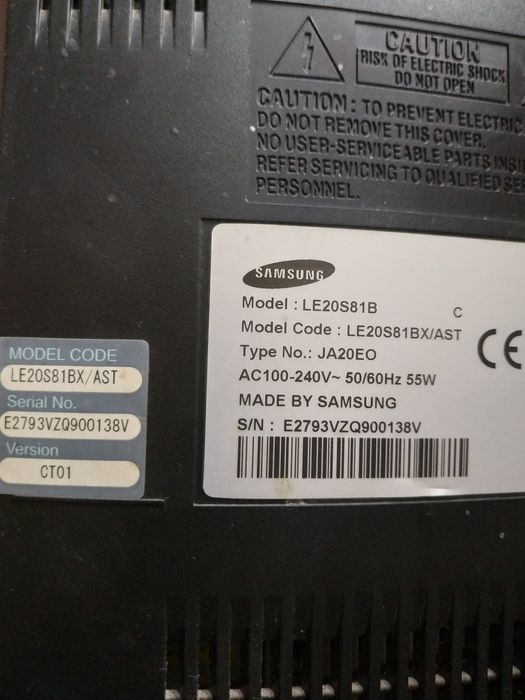 CAUTION
RISK OF ELECTRIC SHOCK
DO NOT OPEN
CAUTION: TO PREVENT ELECTRIC
DO NOT REMOVE THIS COVER.
NO USER-SERVICEABLE PARTS INSI
REFER SERVICING TO QUALIFIED SE
PERSONNEL.
SAMSUNG
Model : LE20S81B C
Model Code : LE20S81BX/AST
Type No.: JA20EO
AC100-240V~ 50/60Hz 55W
MADE BY SAMSUNG
S/N : E2793VZQ900138V
CE
MODEL CODE
LE20S81BX/AST
Serial No.
E2793VZQ900138V
Version
CT01